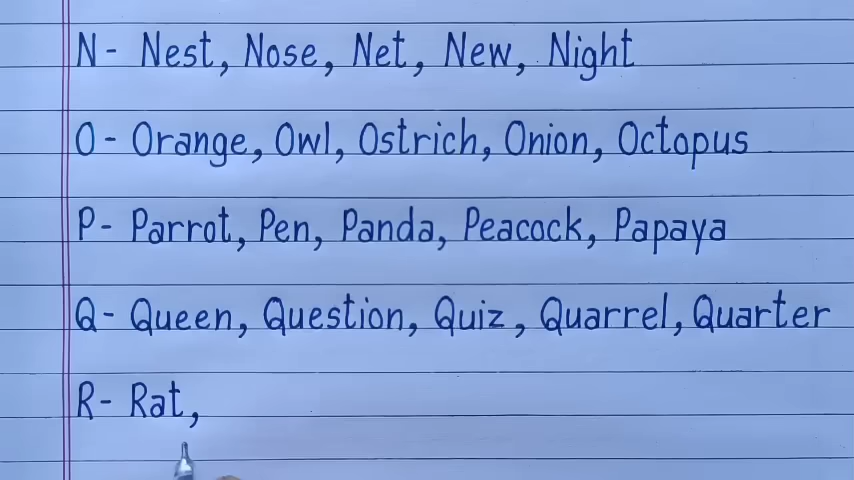 N- Nest, Nose, Net, New, Night
O- Orange, Owl, Ostrich, Onion, Octopus
P- Parrot, Pen, Panda, Peacock, Papaya
Q- Queen, Question, Quiz, Quarrel, Quarter
R- Rat,